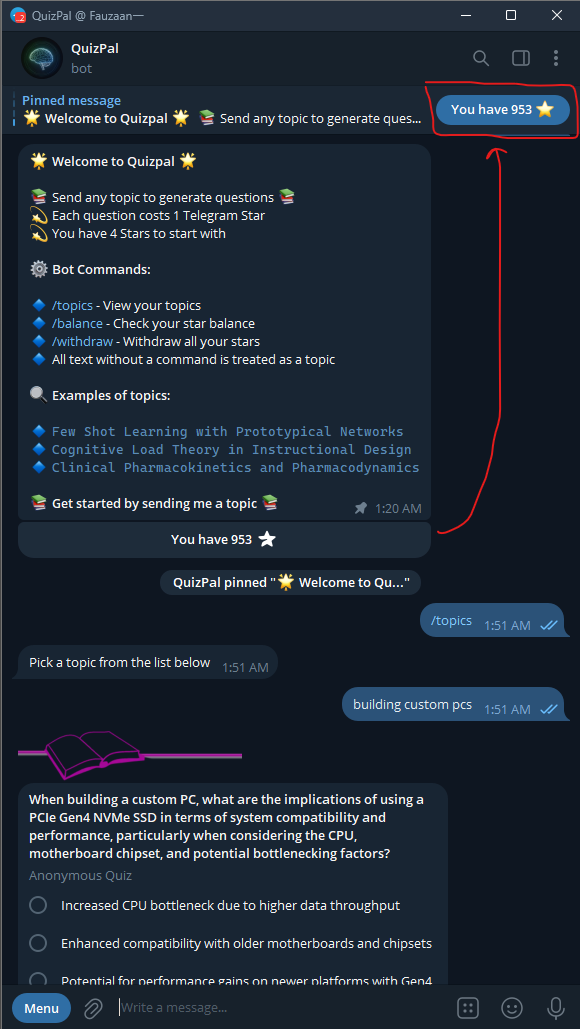 QuizPal @ Fauzaan—
QuizPal
bot
Pinned message
🌟 Welcome to Quizpal 🌟 📚 Send any topic to generate ques...
You have 953 ⭐
🌟 Welcome to Quizpal 🌟
📚 Send any topic to generate questions 📚
💫 Each question costs 1 Telegram Star
💫 You have 4 Stars to start with
⚙️ Bot Commands:
🔹 /topics - View your topics
🔹 /balance - Check your star balance
🔹 /withdraw - Withdraw all your stars
🔹 All text without a command is treated as a topic
🔍 Examples of topics:
🔹 Few Shot Learning with Prototypical Networks
🔹 Cognitive Load Theory in Instructional Design
🔹 Clinical Pharmacokinetics and Pharmacodynamics
📚 Get started by sending me a topic 📚
1:20 AM
You have 953 ⭐
QuizPal pinned "🌟 Welcome to Qu..."
/topics 1:51 AM
Pick a topic from the list below 1:51 AM
building custom pcs 1:51 AM
When building a custom PC, what are the implications of using a
PCIe Gen4 NVMe SSD in terms of system compatibility and
performance, particularly when considering the CPU,
motherboard chipset, and potential bottlenecking factors?
Anonymous Quiz
Increased CPU bottleneck due to higher data throughput
Enhanced compatibility with older motherboards and chipsets
Potential for performance gains on newer platforms with Gen4
Menu
Write a message...